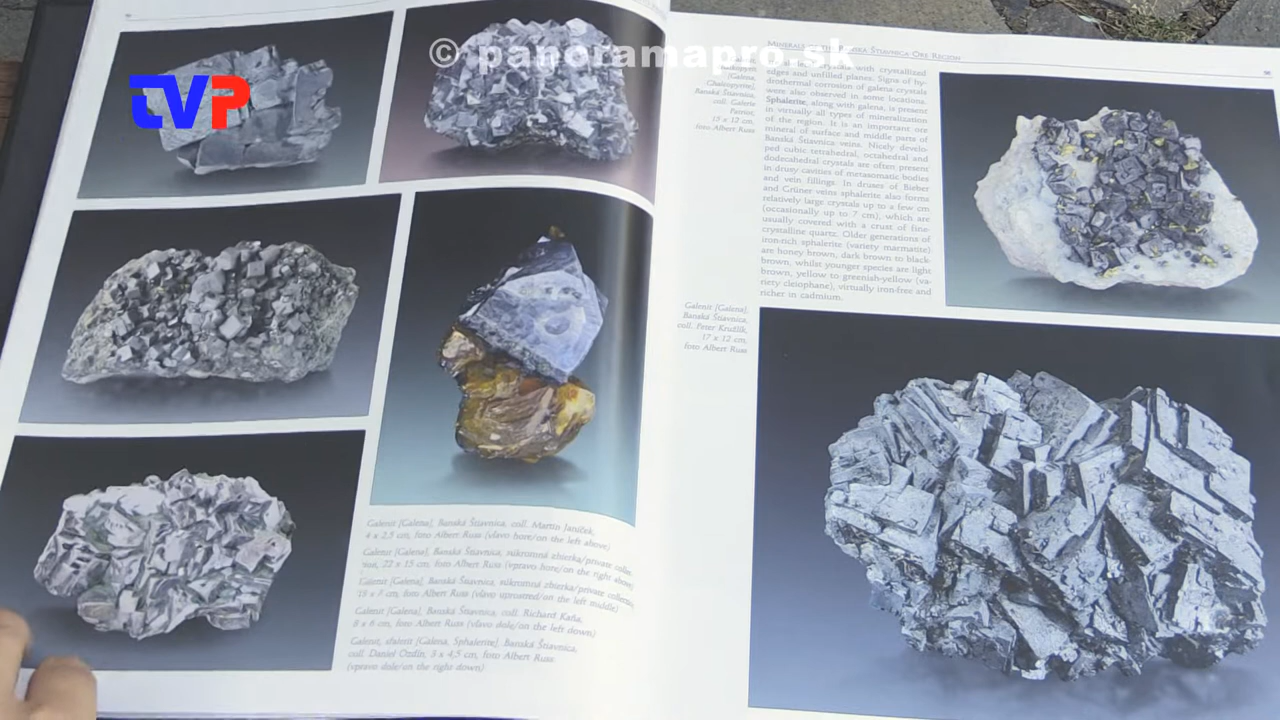 © panoramapro.sk
TVP
Galenit [Galena], Banská Štiavnica, coll. Martin Janíček,
4 x 2,5 cm, foto Albert Russ (vľavo hore/on the left above)
Galenit [Galena], Banská Štiavnica, súkromná zbierka/private collec-
tion, 22 x 15 cm, foto Albert Russ (vpravo hore/on the right above)
Galenit [Galena], Banská Štiavnica, súkromná zbierka/private collection,
15 x 7 cm, foto Albert Russ (vľavo uprostred/on the left middle)
Galenit [Galena], Banská Štiavnica, coll. Richard Kaňa,
8 x 6 cm, foto Albert Russ (vľavo dole/on the left down)
Galenit, sfalerit [Galena, Sphalerite], Banská Štiavnica,
coll. Daniel Ozdín, 3 x 4,5 cm, foto Albert Russ
(vpravo dole/on the right down)
Minerals of the Banská Štiavnica Ore Region
[Galena,
Chalcopyrite],
Banská Štiavnica,
coll. Galéria
15 x 12 cm,
foto Albert Russ
crystals with crystallized
edges and unfilled planes. Signs of hy-
drothermal corrosion of galena crystals
were also observed in some locations.
Sphalerite, along with galena, is present
in virtually all types of mineralization
of the region. It is an important ore
mineral of surface and middle parts of
Banská Štiavnica veins. Nicely develo-
ped cubic tetrahedral, octahedral and
dodecahedral crystals are often present
in drusy cavities of metasomatic bodies
and vein fillings. In druses of Bieber
and Grüner veins sphalerite also forms
relatively large crystals up to a few cm
(occasionally up to 7 cm), which are
usually covered with a crust of fine-
crystalline quartz. Older generations of
iron-rich sphalerite (variety marmatite)
are honey brown, dark brown to black-
brown, whilst younger species are light
brown, yellow to greenish-yellow (va-
riety cleiophane), virtually iron-free and
richer in cadmium.
Galenit [Galena],
Banská Štiavnica,
coll. Peter Kružlík,
17 x 12 cm,
foto Albert Russ